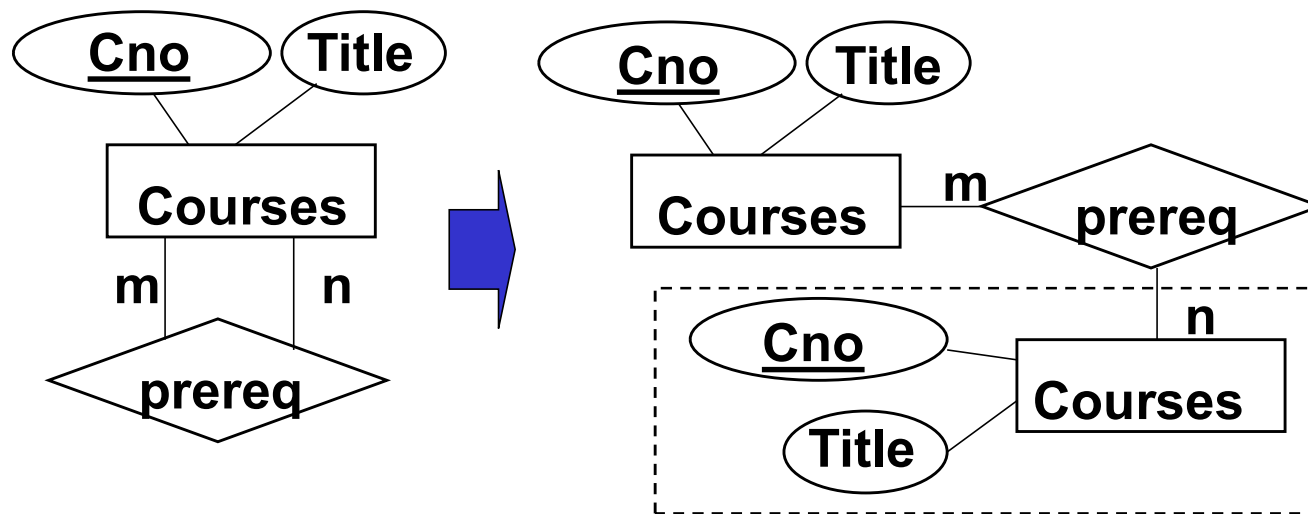 Cno Title
Courses
m n
prereq
Cno Title
Courses
m
prereq
n
Cno
Courses
Title